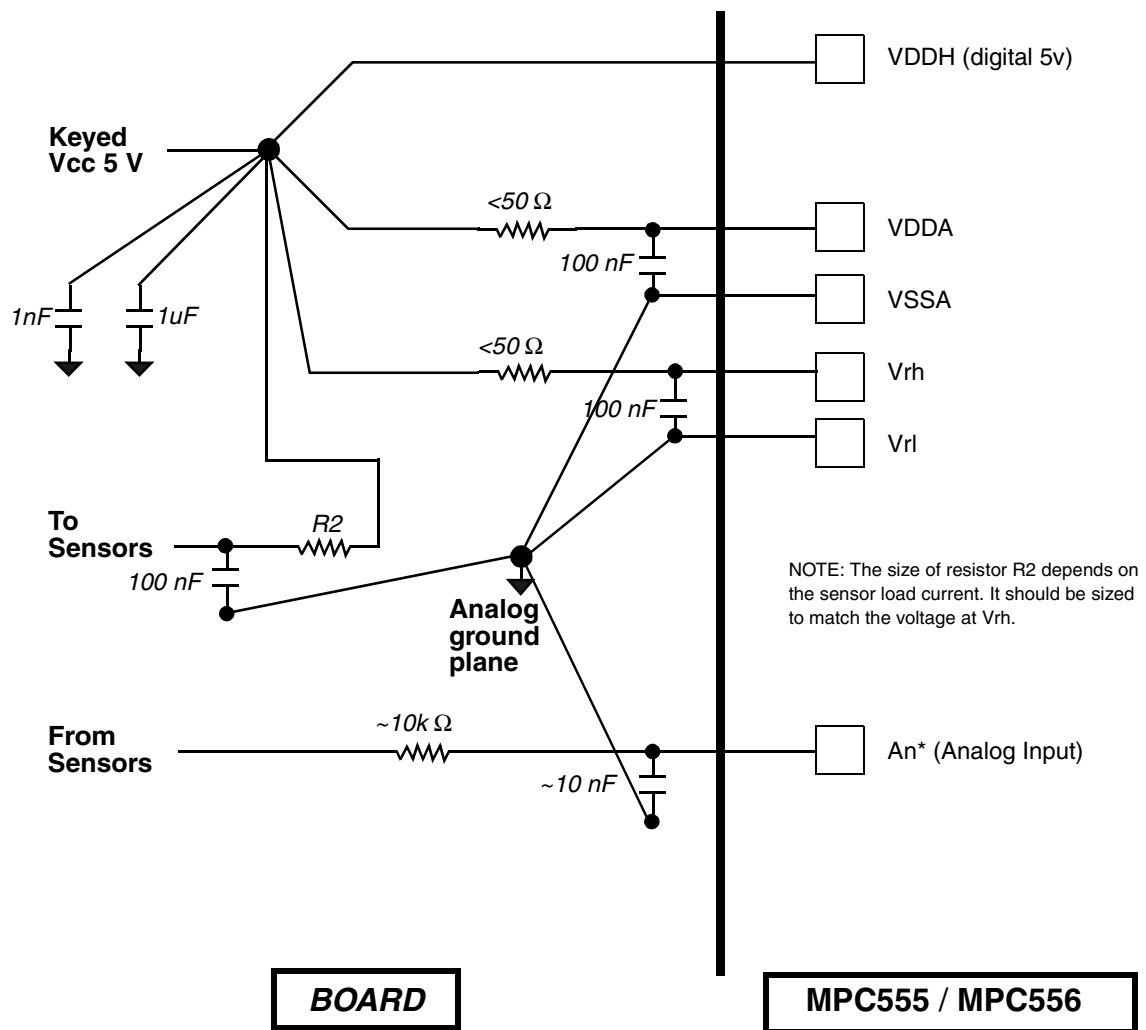 VDDH (digital 5v)
Keyed
Vcc 5 V
<50 Ω
VDDA
100 nF
VSSA
1nF
1uF
<50 Ω
Vrh
100 nF
Vrl
To
Sensors
R2
100 nF
NOTE: The size of resistor R2 depends on
the sensor load current. It should be sized
to match the voltage at Vrh.
Analog
ground
plane
From
Sensors
~10k Ω
An* (Analog Input)
~10 nF
BOARD
MPC555 / MPC556